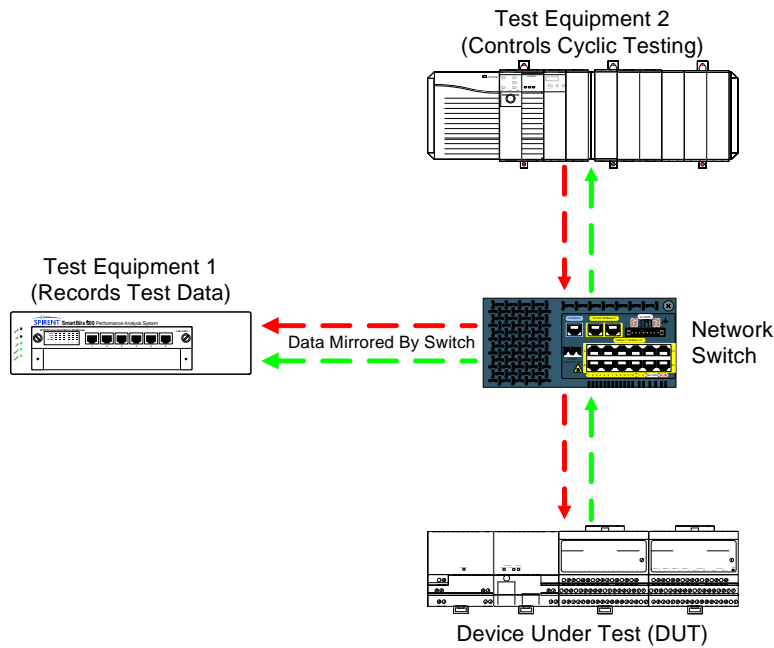 Test Equipment 2
(Controls Cyclic Testing)
Test Equipment 1
(Records Test Data)
SPIRENT SmartBits 600 Performance Analysis System
Data Mirrored By Switch
Network
Switch
Device Under Test (DUT)